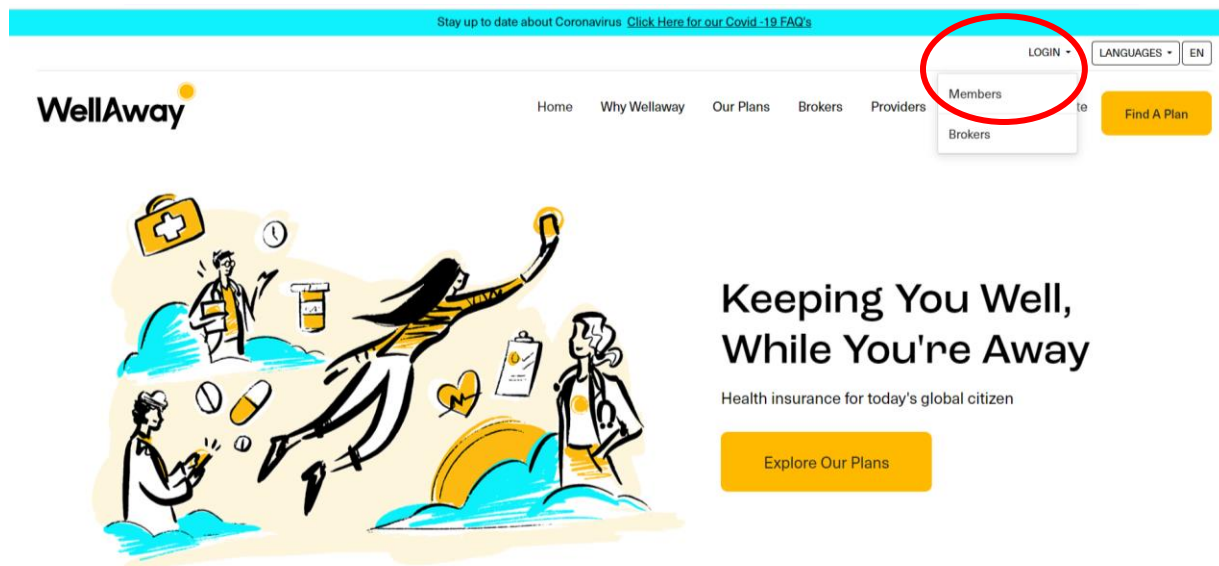 Stay up to date about Coronavirus Click Here for our Covid -19 FAQ's
LOGIN LANGUAGES EN
WellAway
Home Why Wellaway Our Plans Brokers Providers te Find A Plan
Members
Brokers
Keeping You Well,
While You're Away
Health insurance for today's global citizen
Explore Our Plans